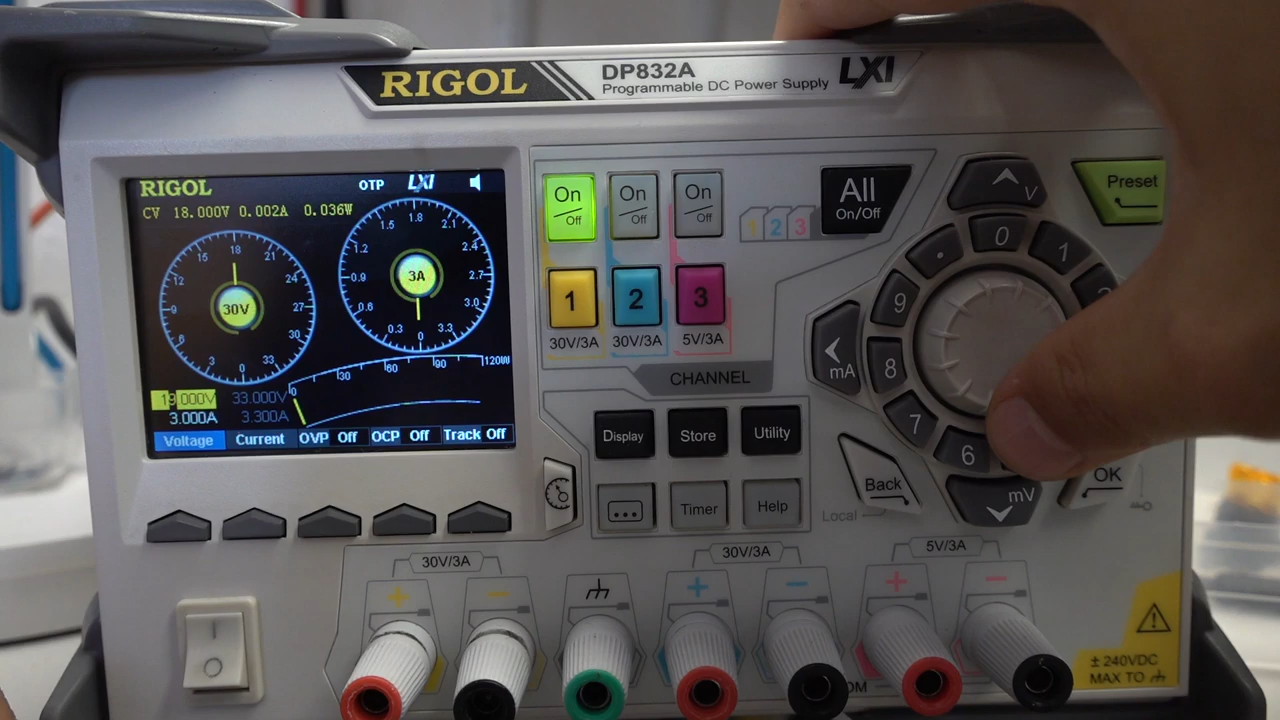 RIGOL
DP832A
Programmable DC Power Supply
LXI
RIGOL OTP LXI
CV 18.000V 0.002A 0.036W
0 3 6 9 12 15 18 21 24 27 30 33
30V
0 0.3 0.6 0.9 1.2 1.5 1.8 2.1 2.4 2.7 3.0 3.3
3A
0 30 60 90 120W
19.000V 33.000V
3.000A 3.300A
Voltage Current OVP Off OCP Off Track Off
On Off
On Off
On Off
All
On/Off
1 2 3
1 2 3
30V/3A 30V/3A 5V/3A
CHANNEL
V
Preset
. 0 1
9
8
7
6
mA
mV
Back
Local
OK
Display Store Utility
... Timer Help
30V/3A 30V/3A 5V/3A
+ − + − + −
I
O
± 240VDC
MAX TO